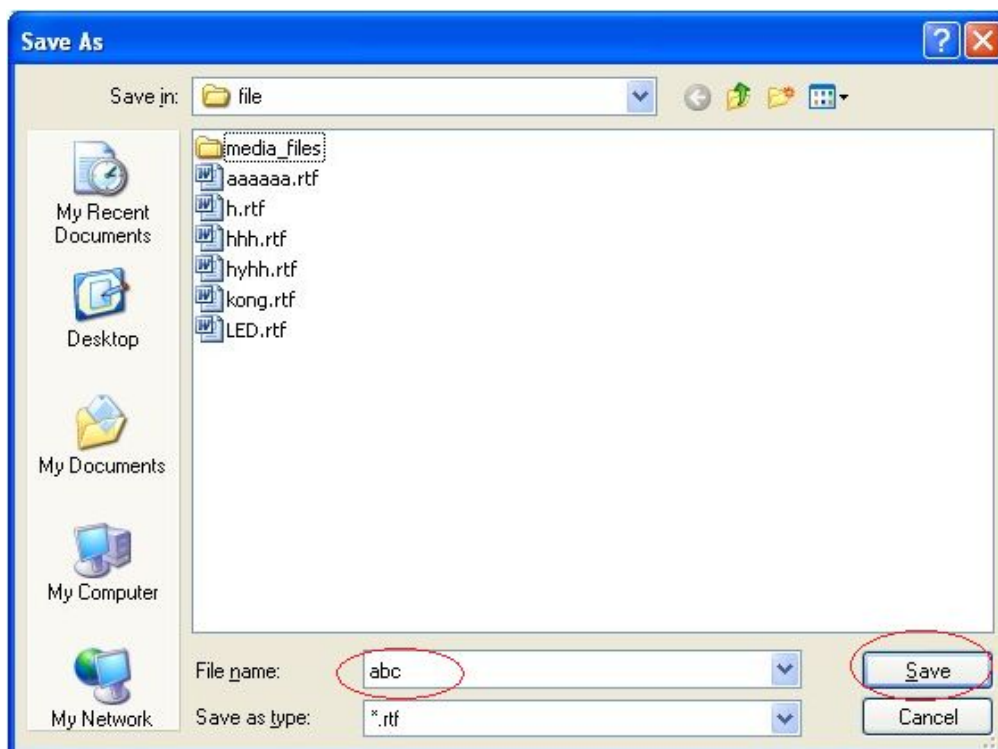 Save As
Save in: file
media_files
aaaaaa.rtf
h.rtf
hhh.rtf
hyhh.rtf
kong.rtf
LED.rtf
My Recent
Documents
Desktop
My Documents
My Computer
My Network
File name: abc Save
Save as type: *.rtf Cancel